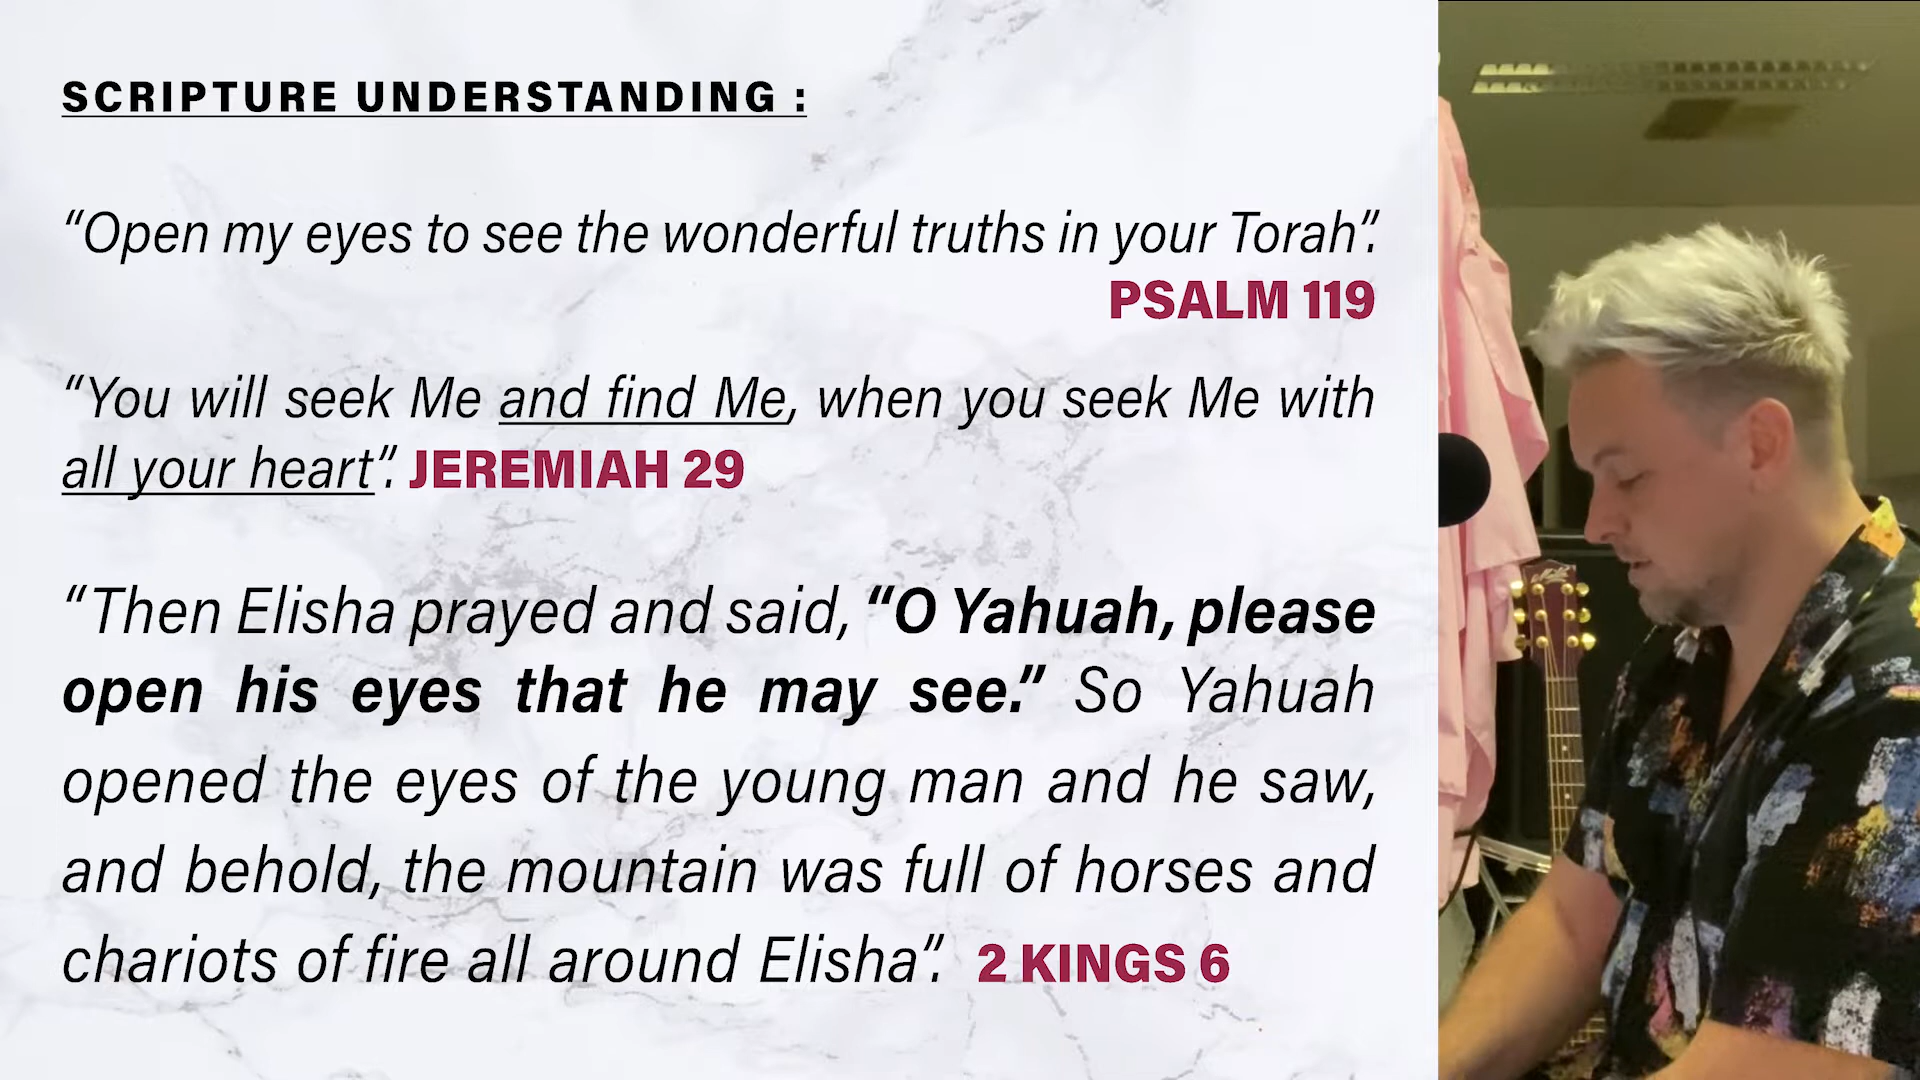 SCRIPTURE UNDERSTANDING :
“Open my eyes to see the wonderful truths in your Torah”.
PSALM 119
“You will seek Me and find Me, when you seek Me with
all your heart”. JEREMIAH 29
“Then Elisha prayed and said, “O Yahuah, please
open his eyes that he may see.” So Yahuah
opened the eyes of the young man and he saw,
and behold, the mountain was full of horses and
chariots of fire all around Elisha”. 2 KINGS 6